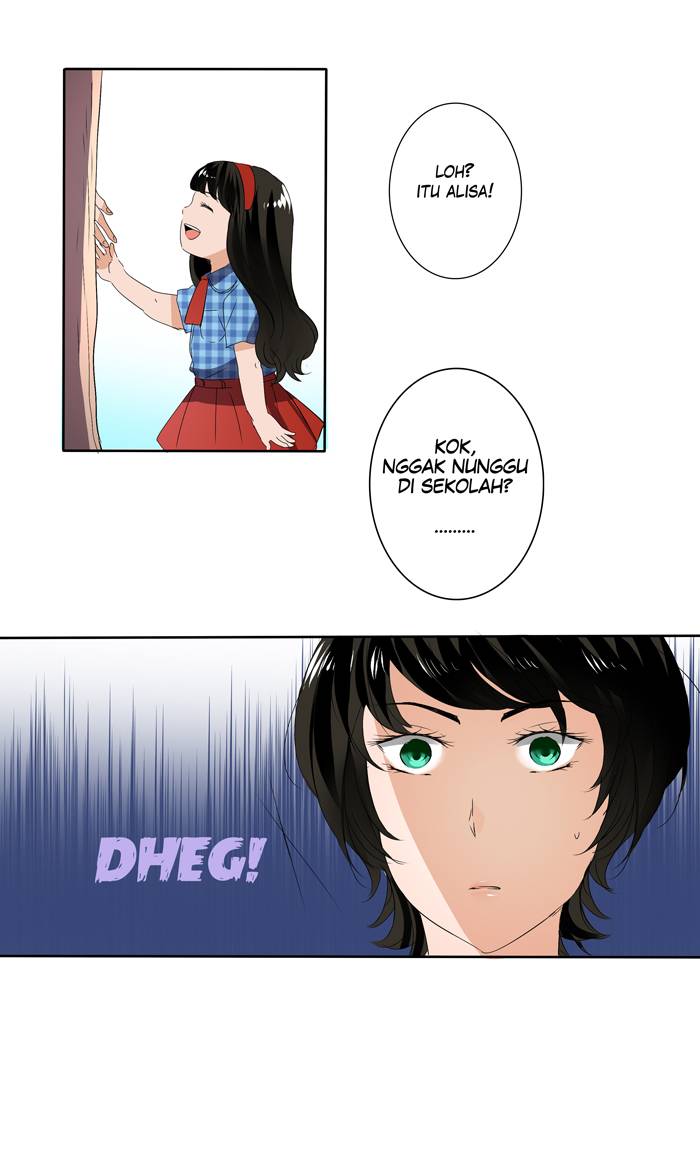 LOH?
ITU ALISA!
KOK,
NGGAK NUNGGU
DI SEKOLAH?
.........
DHEG!